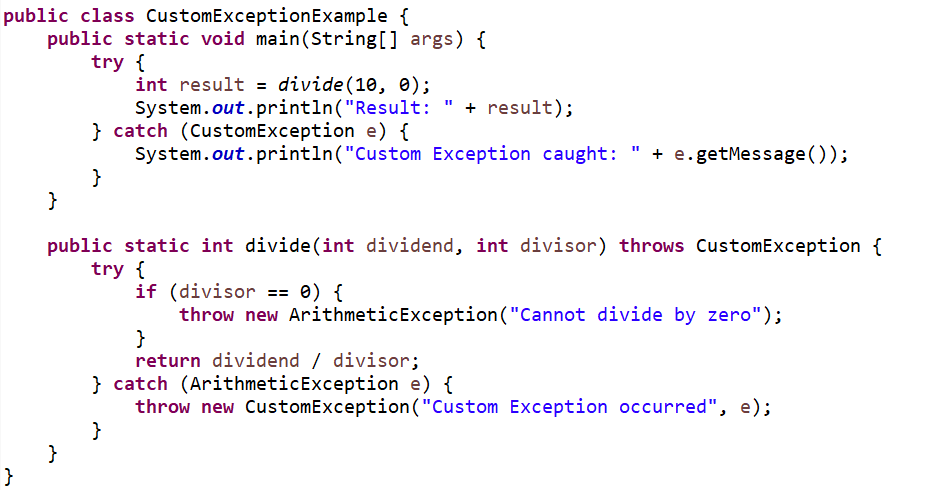 public class CustomExceptionExample {
    public static void main(String[] args) {
        try {
            int result = divide(10, 0);
            System.out.println("Result: " + result);
        } catch (CustomException e) {
            System.out.println("Custom Exception caught: " + e.getMessage());
        }
    }

    public static int divide(int dividend, int divisor) throws CustomException {
        try {
            if (divisor == 0) {
                throw new ArithmeticException("Cannot divide by zero");
            }
            return dividend / divisor;
        } catch (ArithmeticException e) {
            throw new CustomException("Custom Exception occurred", e);
        }
    }
}